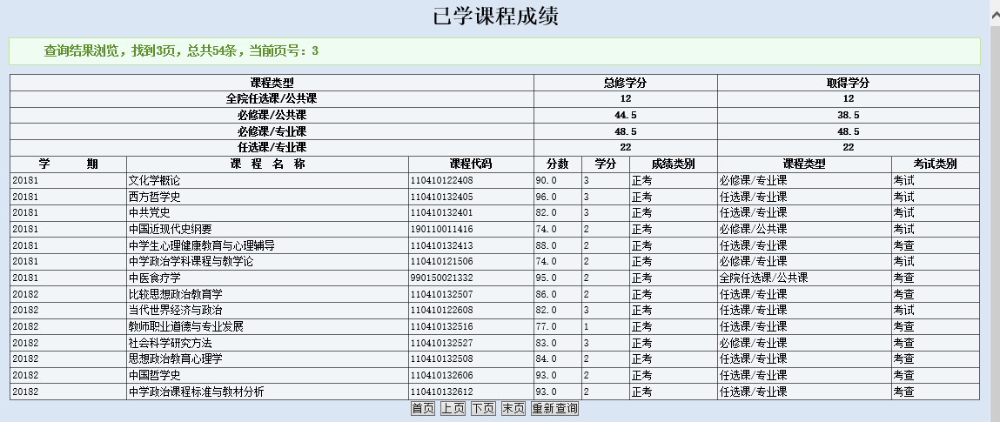 已学课程成绩
查询结果浏览，找到3页，总共54条，当前页号：3
课程类型 总修学分 取得学分
全院任选课/公共课 12 12
必修课/公共课 44.5 38.5
必修课/专业课 48.5 48.5
任选课/专业课 22 22
学 期 课 程 名 称 课程代码 分数 学分 成绩类别 课程类型 考试类别
20181 文化学概论 110410122408 90.0 3 正考 必修课/专业课 考试
20181 西方哲学史 110410132405 96.0 3 正考 任选课/专业课 考试
20181 中共党史 110410132401 82.0 3 正考 任选课/专业课 考试
20181 中国近现代史纲要 190110011416 74.0 2 正考 必修课/公共课 考试
20181 中学生心理健康教育与心理辅导 110410132413 88.0 2 正考 任选课/专业课 考查
20181 中学政治学科课程与教学论 110410121506 74.0 2 正考 必修课/专业课 考试
20181 中医食疗学 990150021332 95.0 2 正考 全院任选课/公共课 考查
20182 比较思想政治教育学 110410132507 86.0 2 正考 任选课/专业课 考查
20182 当代世界经济与政治 110410122608 82.0 3 正考 任选课/专业课 考试
20182 教师职业道德与专业发展 110410132516 77.0 1 正考 任选课/专业课 考查
20182 社会科学研究方法 110410132527 83.0 3 正考 必修课/专业课 考查
20182 思想政治教育心理学 110410132508 84.0 2 正考 任选课/专业课 考查
20182 中国哲学史 110410132606 93.0 2 正考 任选课/专业课 考查
20182 中学政治课程标准与教材分析 110410132612 93.0 2 正考 任选课/专业课 考查
首页 上页 下页 末页 重新查询